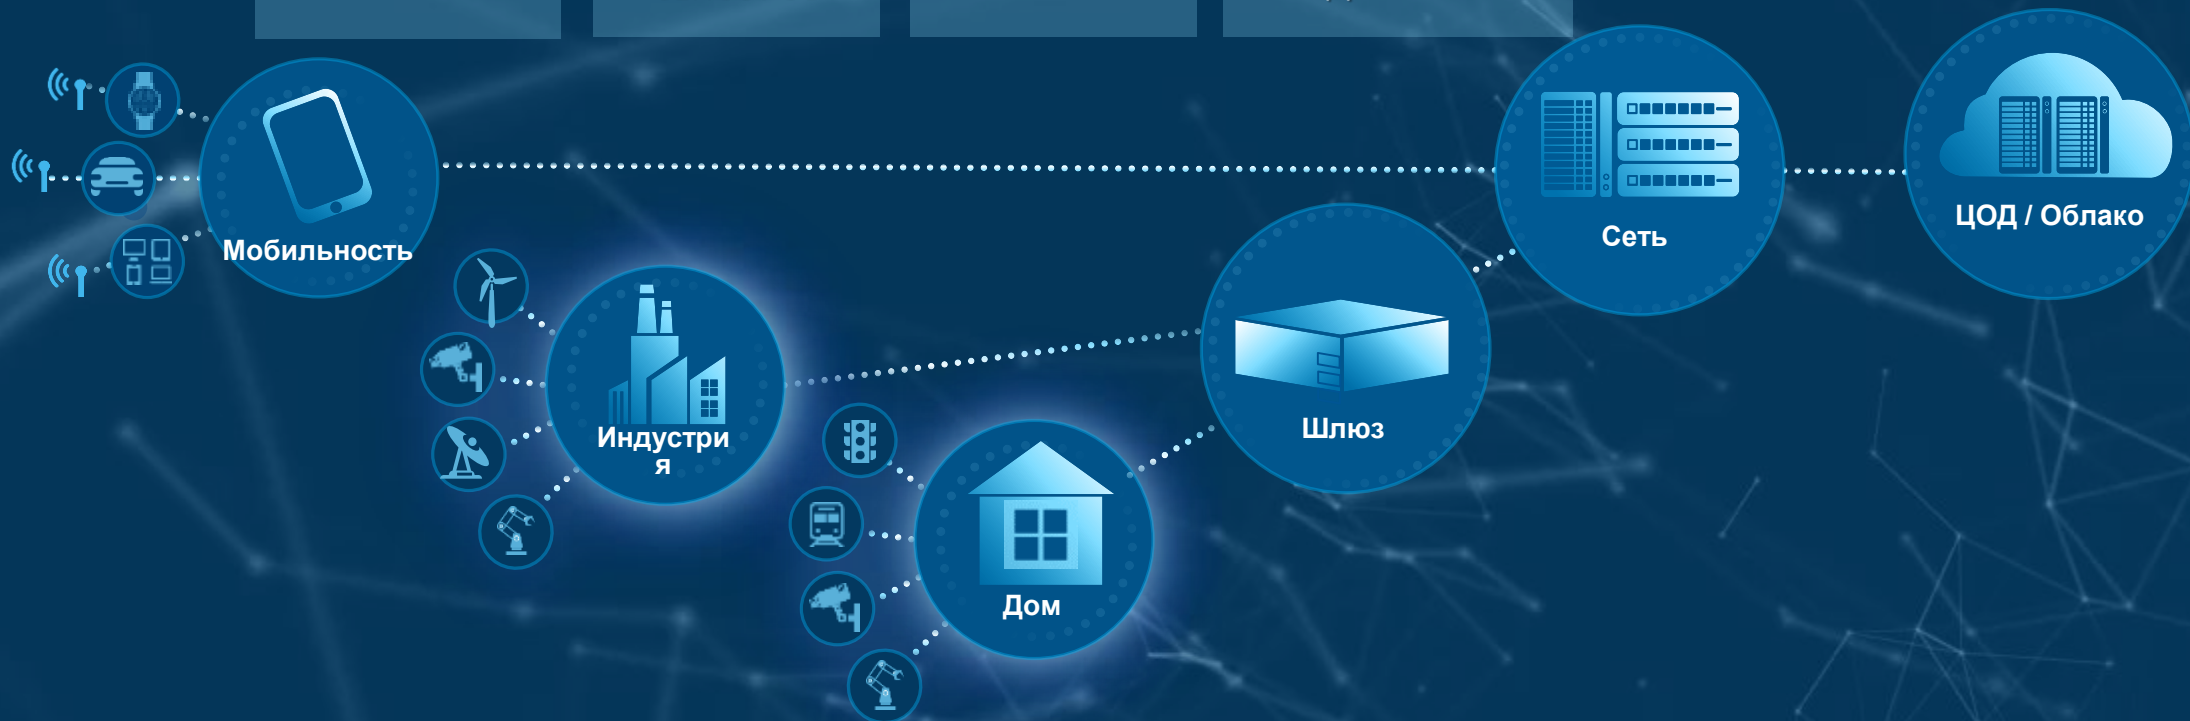 Мобильность
Сеть
ЦОД / Облако
Индустри
я
Шлюз
Дом